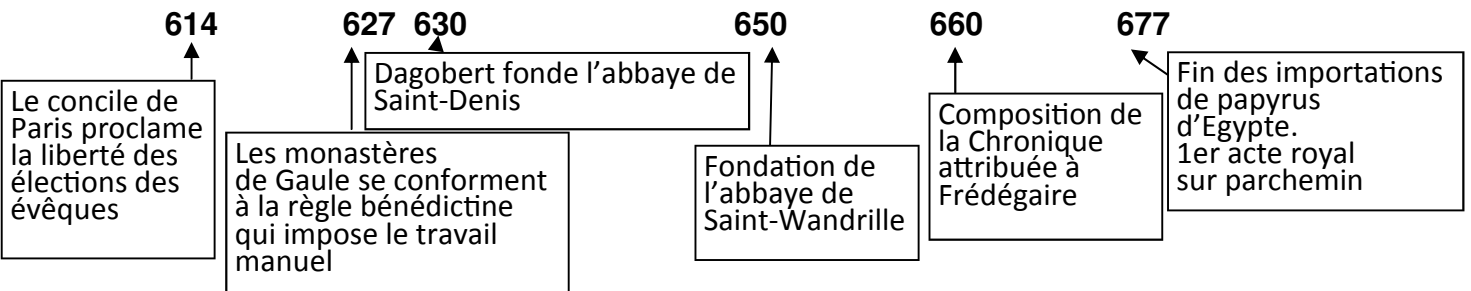 614 627 630 650 660 677
Le concile de
Paris proclame
la liberté des
élections des
évêques
Les monastères
de Gaule se conforment
à la règle bénédictine
qui impose le travail
manuel
Dagobert fonde l’abbaye de
Saint-Denis
Fondation de
l’abbaye de
Saint-Wandrille
Composition de
la Chronique
attribuée à
Frédégaire
Fin des importations
de papyrus
d’Egypte.
1er acte royal
sur parchemin